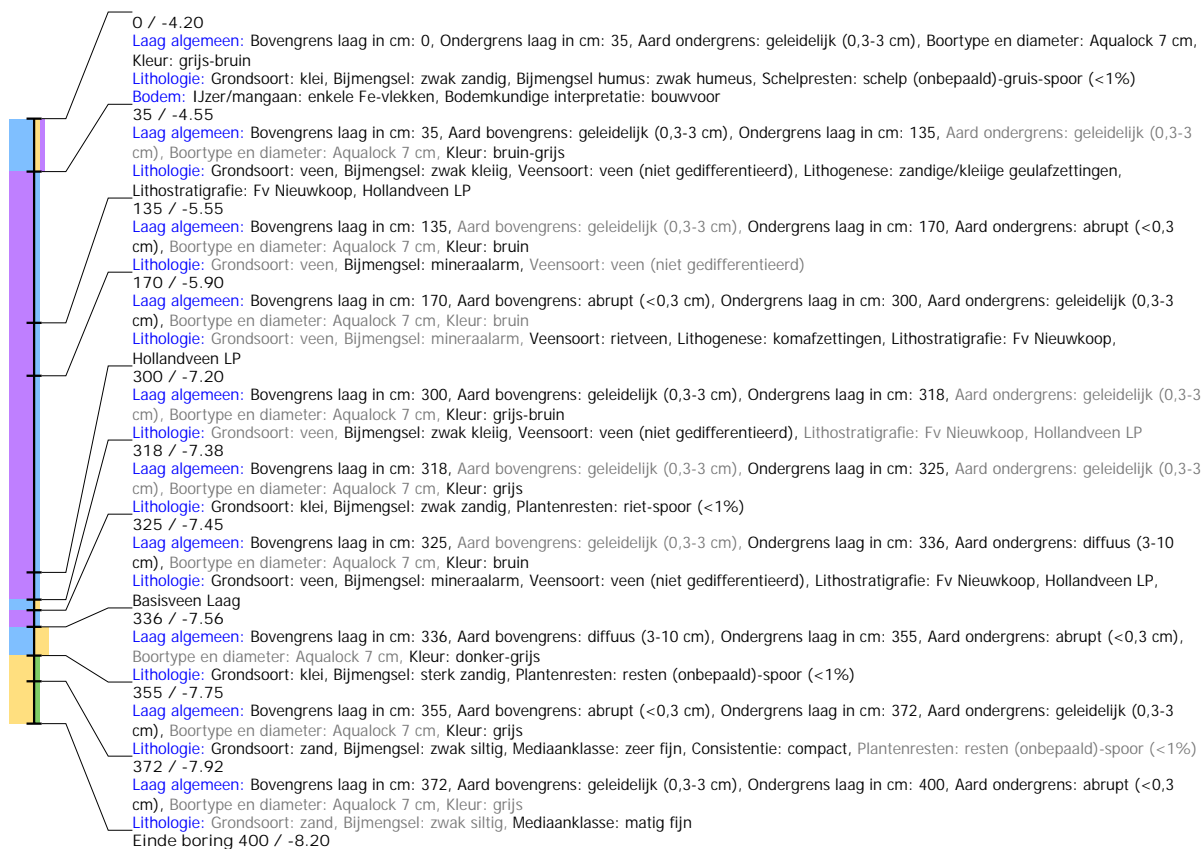 0 / -4.20
Laag algemeen: Bovengrens laag in cm: 0, Ondergrens laag in cm: 35, Aard ondergrens: geleidelijk (0,3-3 cm), Boortype en diameter: Aqualock 7 cm,
Kleur: grijs-bruin
Lithologie: Grondsoort: klei, Bijmengsel: zwak zandig, Bijmengsel humus: zwak humeus, Schelpresten: schelp (onbepaald)-gruis-spoor (<1%)
Bodem: IJzer/mangaan: enkele Fe-vlekken, Bodemkundige interpretatie: bouwvoor
35 / -4.55
Laag algemeen: Bovengrens laag in cm: 35, Aard bovengrens: geleidelijk (0,3-3 cm), Ondergrens laag in cm: 135, Aard ondergrens: geleidelijk (0,3-3
cm), Boortype en diameter: Aqualock 7 cm, Kleur: bruin-grijs
Lithologie: Grondsoort: veen, Bijmengsel: zwak kleiig, Veensoort: veen (niet gedifferentieerd), Lithogenese: zandige/kleiige geulafzettingen,
Lithostratigrafie: Fv Nieuwkoop, Hollandveen LP
135 / -5.55
Laag algemeen: Bovengrens laag in cm: 135, Aard bovengrens: geleidelijk (0,3-3 cm), Ondergrens laag in cm: 170, Aard ondergrens: abrupt (<0,3
cm), Boortype en diameter: Aqualock 7 cm, Kleur: bruin
Lithologie: Grondsoort: veen, Bijmengsel: mineraalarm, Veensoort: veen (niet gedifferentieerd)
170 / -5.90
Laag algemeen: Bovengrens laag in cm: 170, Aard bovengrens: abrupt (<0,3 cm), Ondergrens laag in cm: 300, Aard ondergrens: geleidelijk (0,3-3
cm), Boortype en diameter: Aqualock 7 cm, Kleur: bruin
Lithologie: Grondsoort: veen, Bijmengsel: mineraalarm, Veensoort: rietveen, Lithogenese: komafzettingen, Lithostratigrafie: Fv Nieuwkoop,
Hollandveen LP
300 / -7.20
Laag algemeen: Bovengrens laag in cm: 300, Aard bovengrens: geleidelijk (0,3-3 cm), Ondergrens laag in cm: 318, Aard ondergrens: geleidelijk (0,3-3
cm), Boortype en diameter: Aqualock 7 cm, Kleur: grijs-bruin
Lithologie: Grondsoort: veen, Bijmengsel: zwak kleiig, Veensoort: veen (niet gedifferentieerd), Lithostratigrafie: Fv Nieuwkoop, Hollandveen LP
318 / -7.38
Laag algemeen: Bovengrens laag in cm: 318, Aard bovengrens: geleidelijk (0,3-3 cm), Ondergrens laag in cm: 325, Aard ondergrens: geleidelijk (0,3-3
cm), Boortype en diameter: Aqualock 7 cm, Kleur: grijs
Lithologie: Grondsoort: klei, Bijmengsel: zwak zandig, Plantenresten: riet-spoor (<1%)
325 / -7.45
Laag algemeen: Bovengrens laag in cm: 325, Aard bovengrens: geleidelijk (0,3-3 cm), Ondergrens laag in cm: 336, Aard ondergrens: diffuus (3-10
cm), Boortype en diameter: Aqualock 7 cm, Kleur: bruin
Lithologie: Grondsoort: veen, Bijmengsel: mineraalarm, Veensoort: veen (niet gedifferentieerd), Lithostratigrafie: Fv Nieuwkoop, Hollandveen LP,
Basisveen Laag
336 / -7.56
Laag algemeen: Bovengrens laag in cm: 336, Aard bovengrens: diffuus (3-10 cm), Ondergrens laag in cm: 355, Aard ondergrens: abrupt (<0,3 cm),
Boortype en diameter: Aqualock 7 cm, Kleur: donker-grijs
Lithologie: Grondsoort: klei, Bijmengsel: sterk zandig, Plantenresten: resten (onbepaald)-spoor (<1%)
355 / -7.75
Laag algemeen: Bovengrens laag in cm: 355, Aard bovengrens: abrupt (<0,3 cm), Ondergrens laag in cm: 372, Aard ondergrens: geleidelijk (0,3-3
cm), Boortype en diameter: Aqualock 7 cm, Kleur: grijs
Lithologie: Grondsoort: zand, Bijmengsel: zwak siltig, Mediaanklasse: zeer fijn, Consistentie: compact, Plantenresten: resten (onbepaald)-spoor (<1%)
372 / -7.92
Laag algemeen: Bovengrens laag in cm: 372, Aard bovengrens: geleidelijk (0,3-3 cm), Ondergrens laag in cm: 400, Aard ondergrens: abrupt (<0,3
cm), Boortype en diameter: Aqualock 7 cm, Kleur: grijs
Lithologie: Grondsoort: zand, Bijmengsel: zwak siltig, Mediaanklasse: matig fijn
Einde boring 400 / -8.20